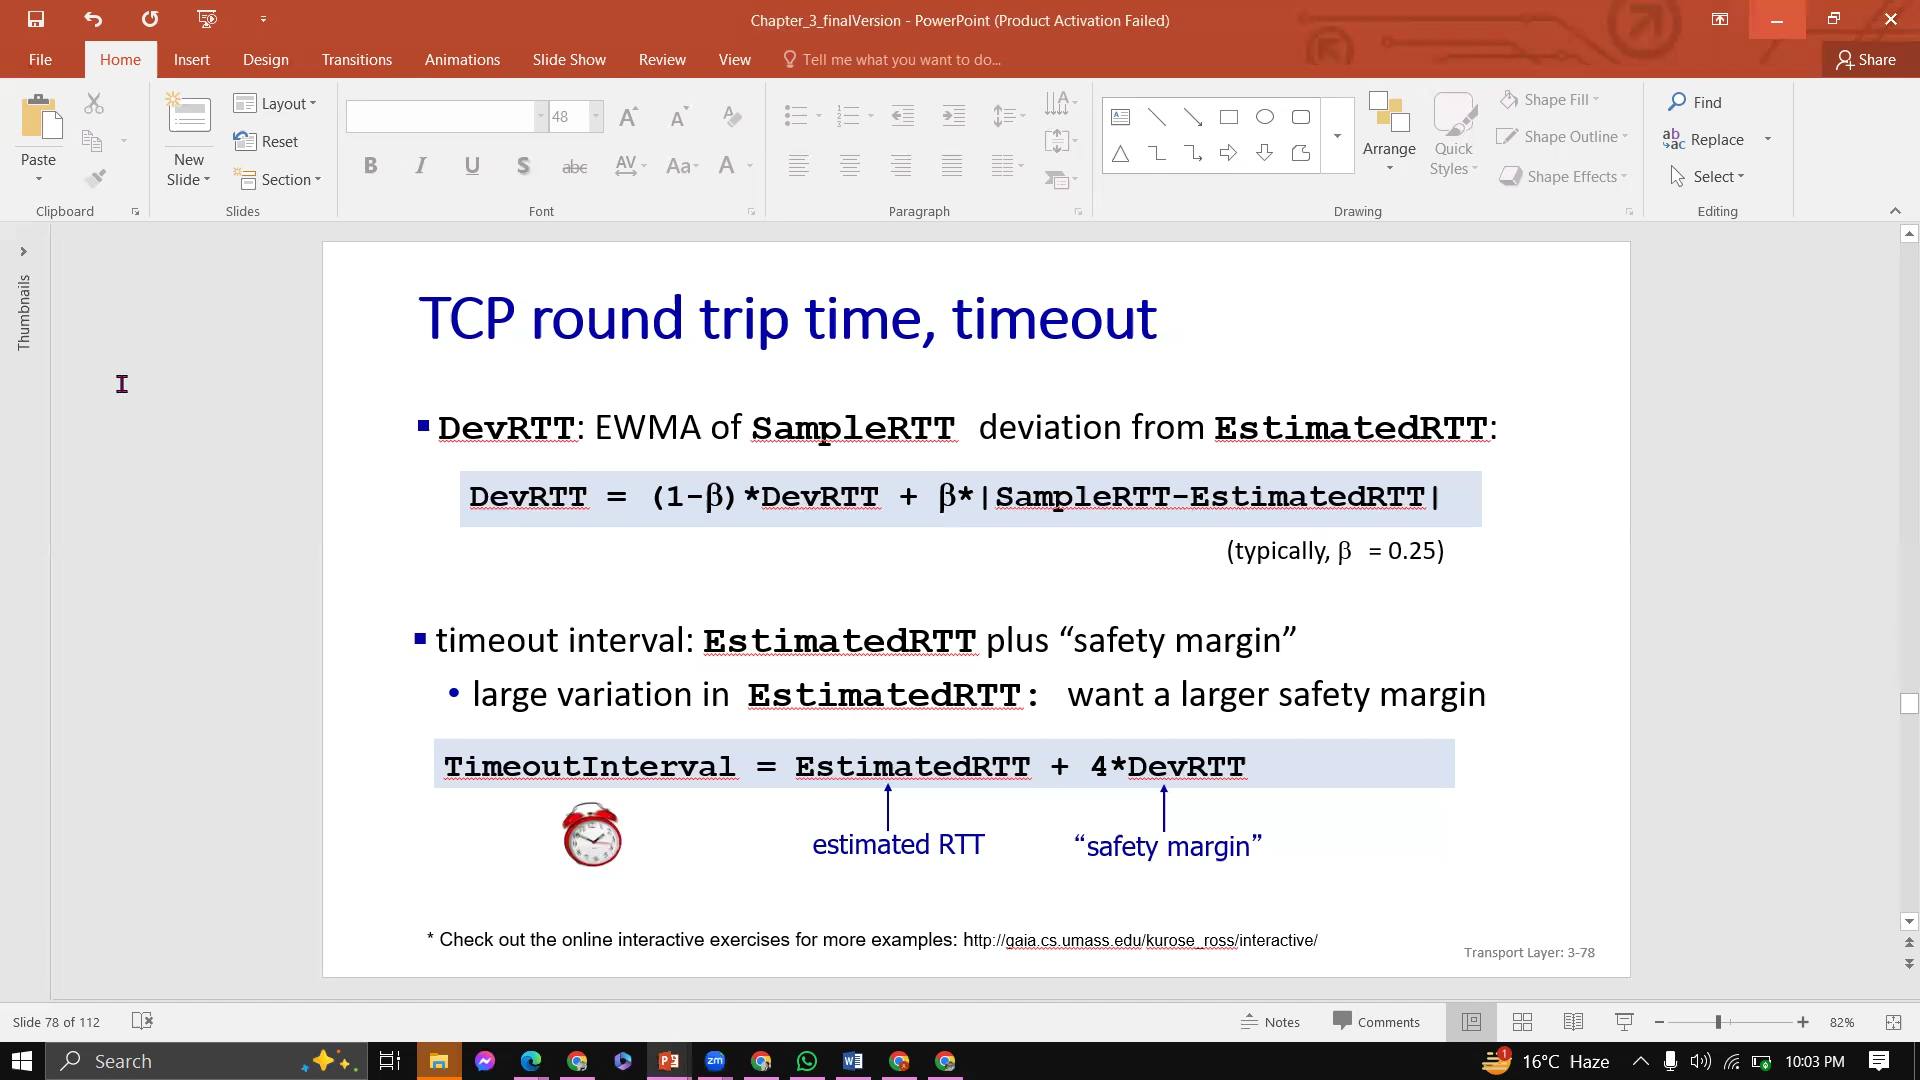 Chapter_3_finalVersion - PowerPoint (Product Activation Failed)
File Home Insert Design Transitions Animations Slide Show Review View Tell me what you want to do... Share
Paste
New Slide
Layout
Reset
Section
48
B I U S abc AV Aa A
Arrange
Quick Styles
Shape Fill
Shape Outline
Shape Effects
Find
Replace
Select
Clipboard Slides Font Paragraph Drawing Editing
Thumbnails
TCP round trip time, timeout
DevRTT: EWMA of SampleRTT deviation from EstimatedRTT:
DevRTT = (1-β)*DevRTT + β*|SampleRTT-EstimatedRTT|
(typically, β = 0.25)
timeout interval: EstimatedRTT plus “safety margin”
• large variation in EstimatedRTT: want a larger safety margin
TimeoutInterval = EstimatedRTT + 4*DevRTT
estimated RTT “safety margin”
* Check out the online interactive exercises for more examples: http://gaia.cs.umass.edu/kurose_ross/interactive/
Transport Layer: 3-78
Slide 78 of 112 Notes Comments 82%
Search 1 16°C Haze 10:03 PM